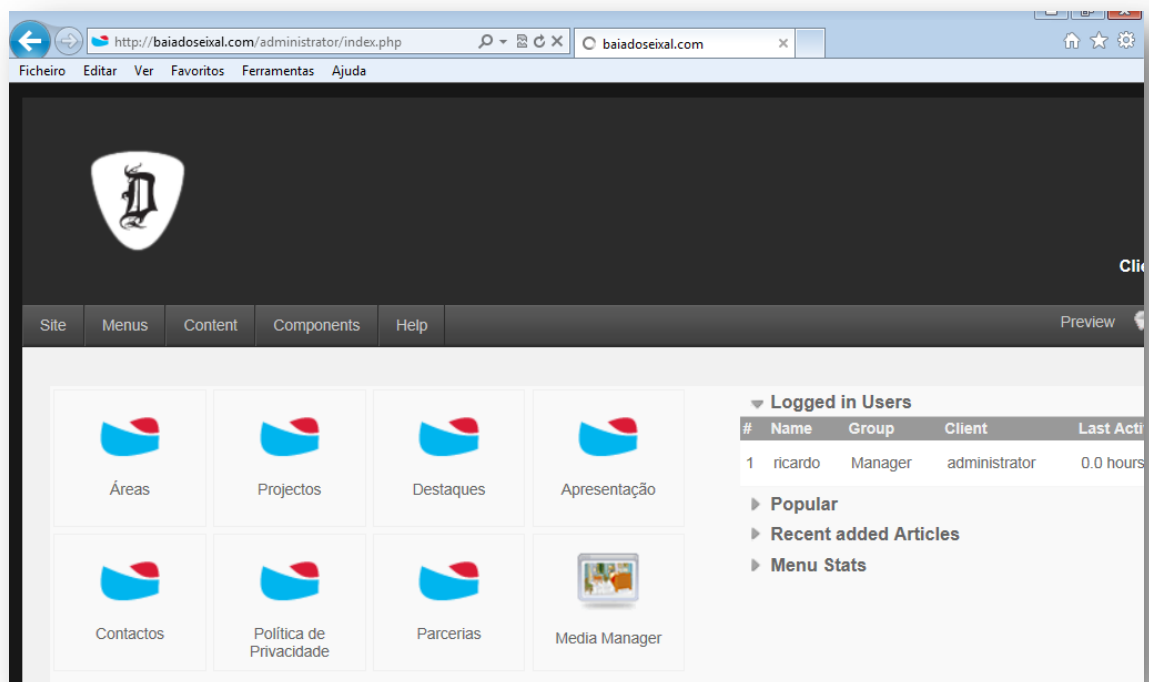 http://baiadoseixal.com/administrator/index.php
baiadoseixal.com
Ficheiro Editar Ver Favoritos Ferramentas Ajuda
D
Site Menus Content Components Help
Preview
Logged in Users
# Name Group Client
1 ricardo Manager administrator 0.0 hours
Popular
Recent added Articles
Menu Stats
Áreas
Projectos
Destaques
Apresentação
Contactos
Política de
Privacidade
Parcerias
Media Manager